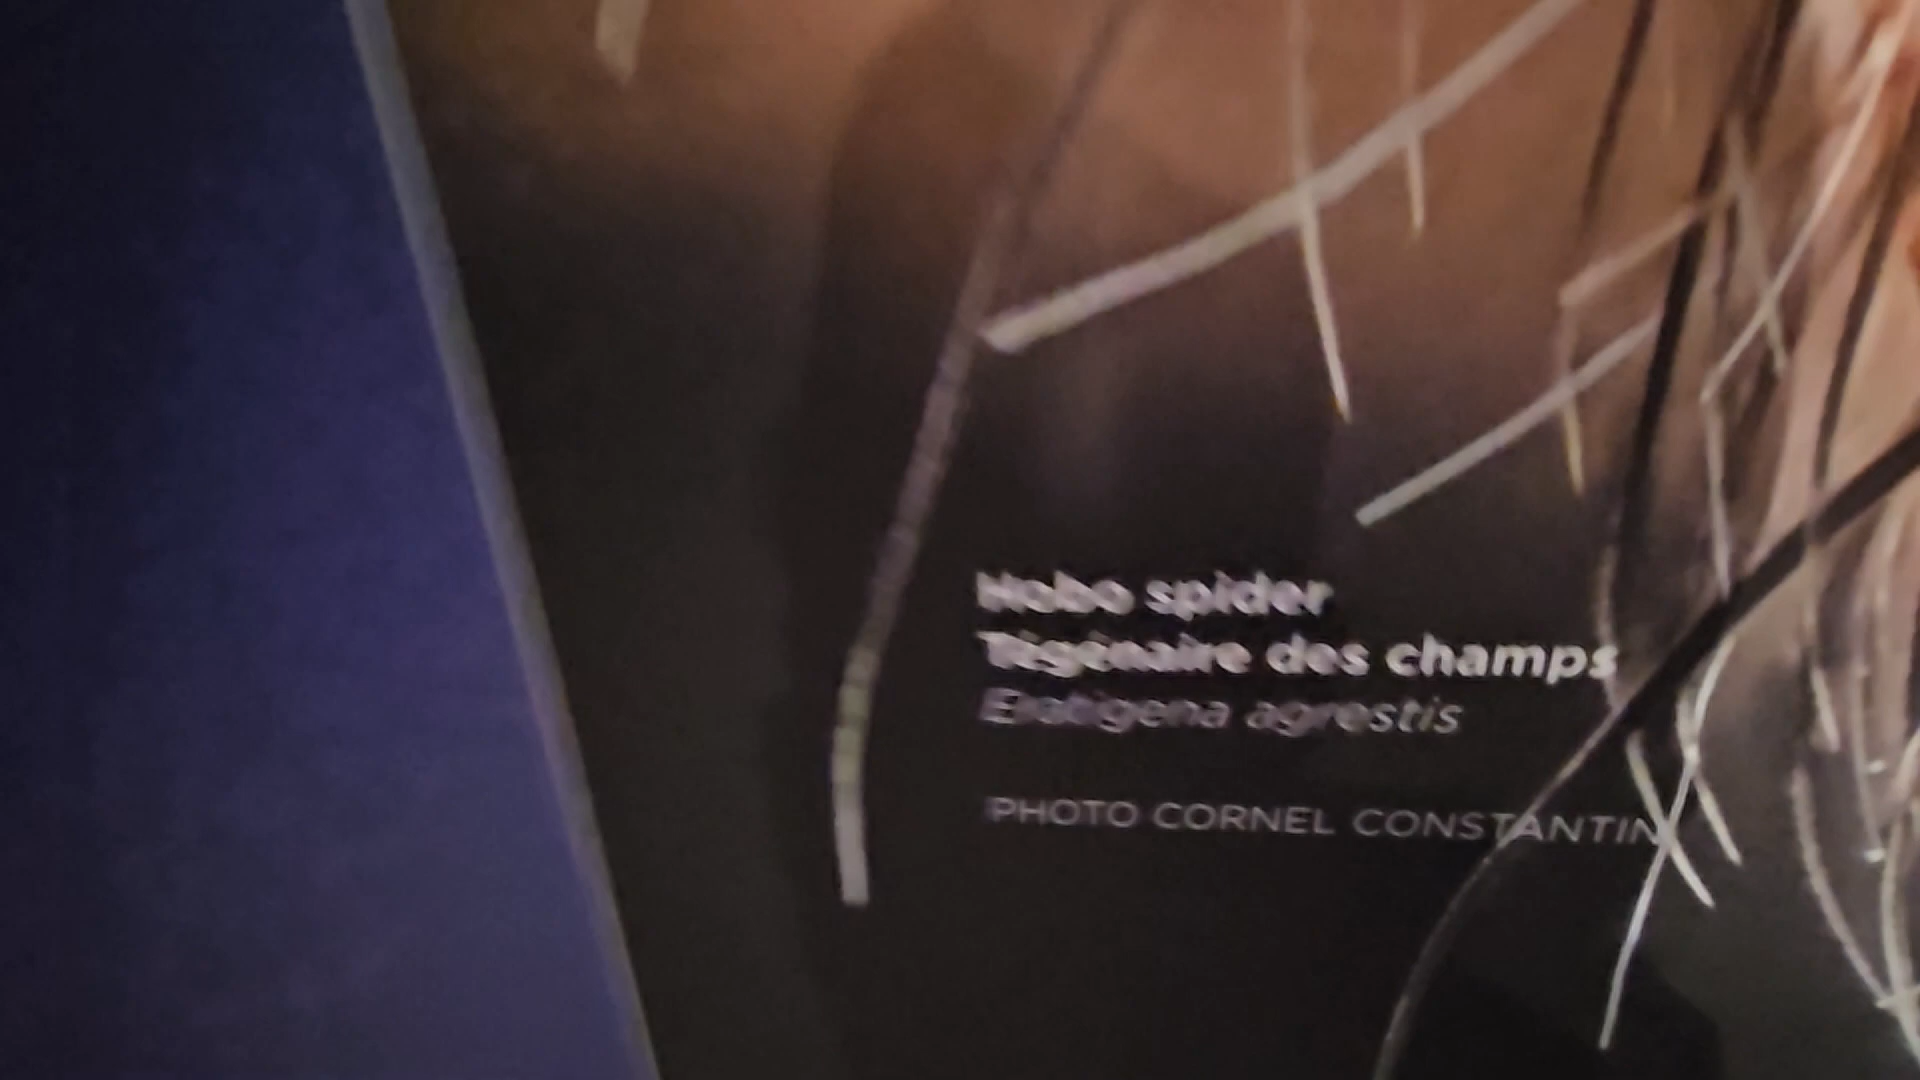 Hobo spider
Tégénaire des champs
Eratigena agrestis
PHOTO CORNEL CONSTANTIN